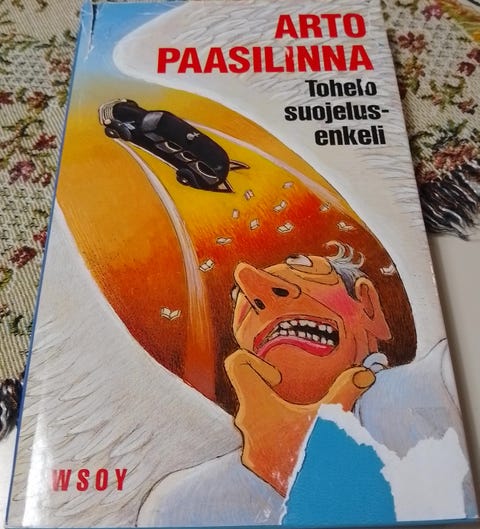 ARTO
PAASILINNA
Tohelo
suojelus-
enkeli
WSOY